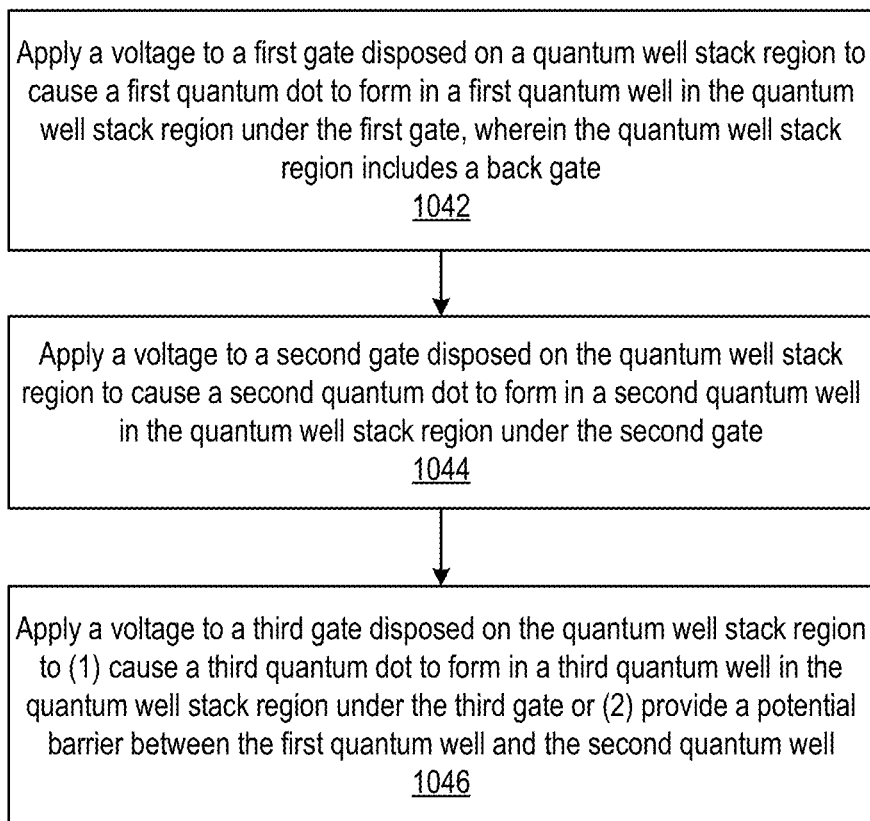 Apply a voltage to a first gate disposed on a quantum well stack region to
cause a first quantum dot to form in a first quantum well in the quantum
well stack region under the first gate, wherein the quantum well stack
region includes a back gate
1042
Apply a voltage to a second gate disposed on the quantum well stack
region to cause a second quantum dot to form in a second quantum well
in the quantum well stack region under the second gate
1044
Apply a voltage to a third gate disposed on the quantum well stack region
to (1) cause a third quantum dot to form in a third quantum well in the
quantum well stack region under the third gate or (2) provide a potential
barrier between the first quantum well and the second quantum well
1046